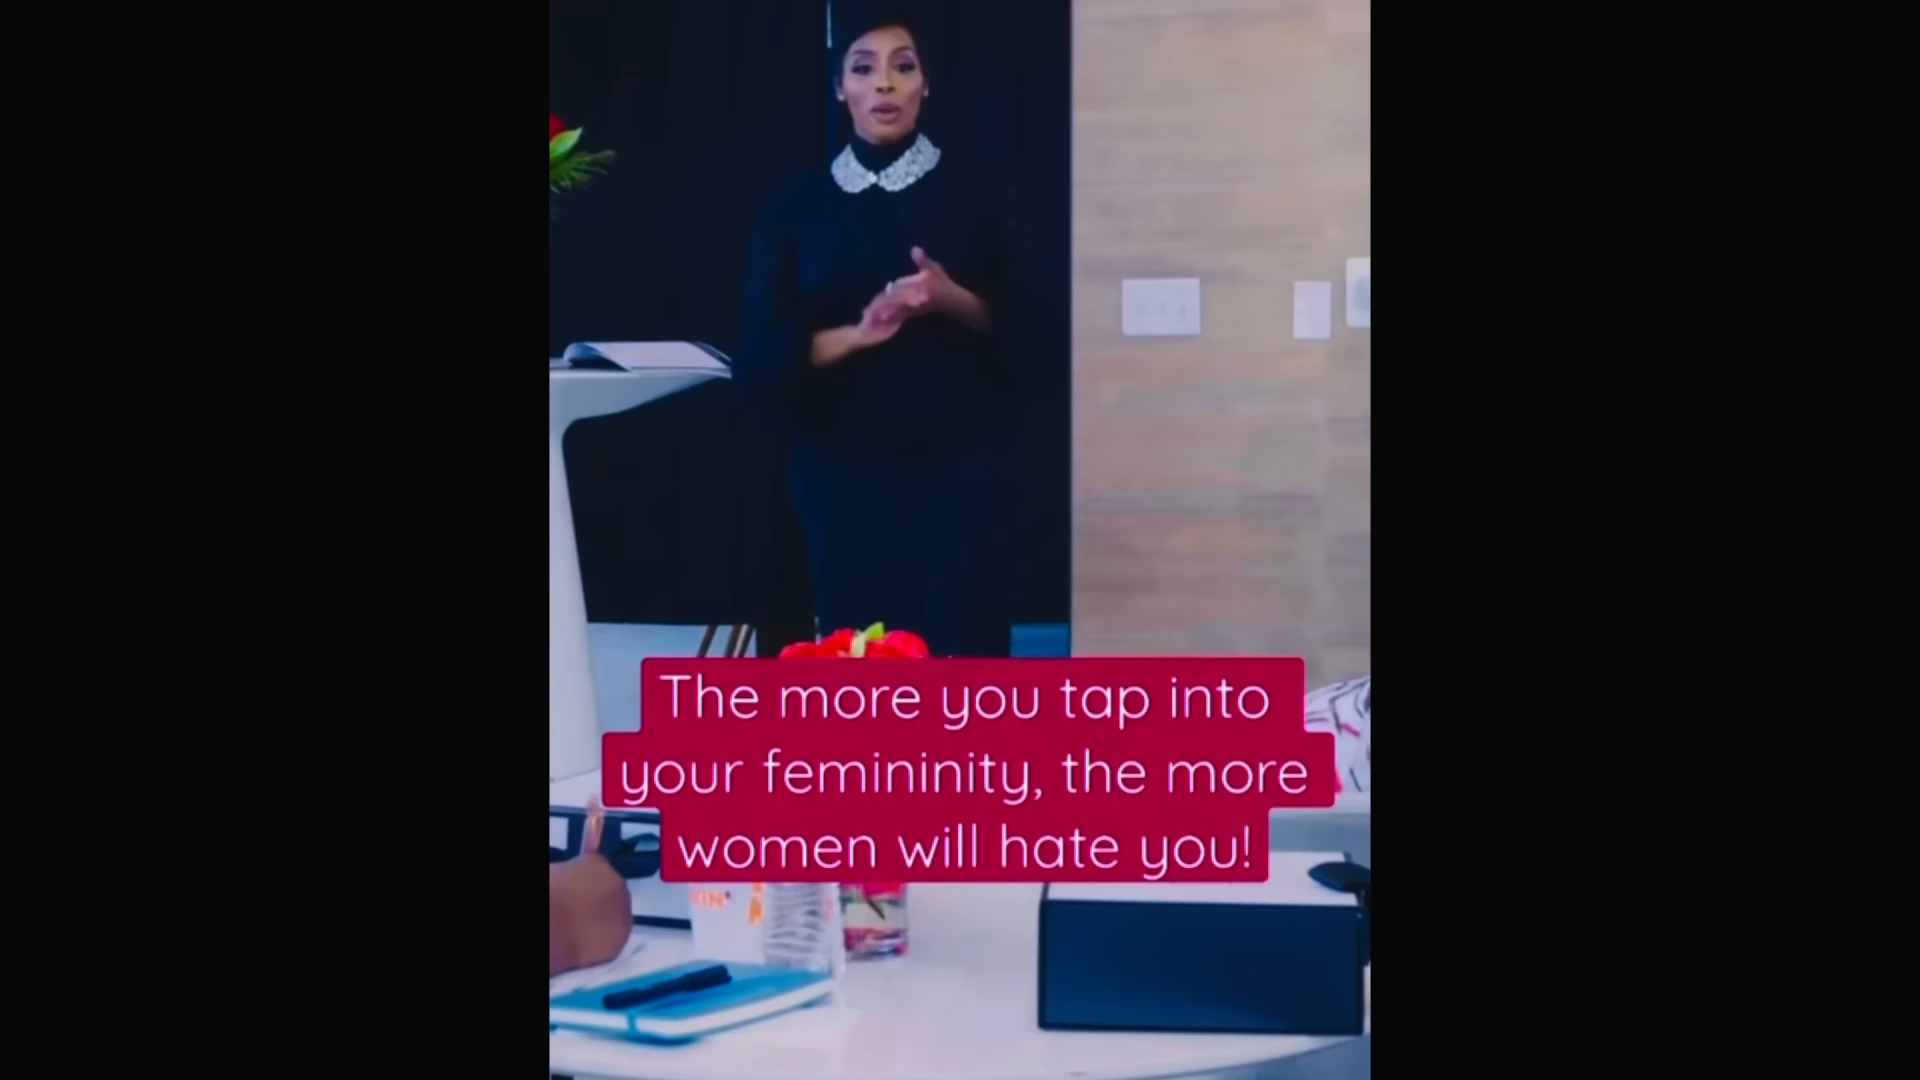 The more you tap into
your femininity, the more
women will hate you!